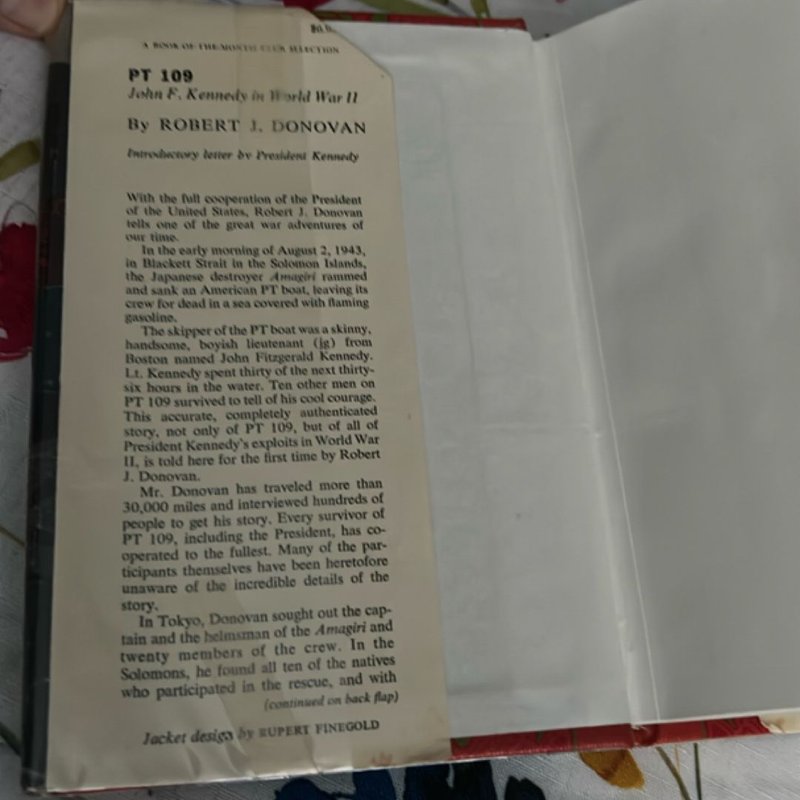 A BOOK-OF-THE-MONTH CLUB SELECTION
PT 109
John F. Kennedy in World War II
By ROBERT J. DONOVAN
Introductory letter by President Kennedy
With the full cooperation of the President
of the United States, Robert J. Donovan
tells one of the great war adventures of
our time.
In the early morning of August 2, 1943,
in Blackett Strait in the Solomon Islands,
the Japanese destroyer Amagiri rammed
and sank an American PT boat, leaving its
crew for dead in a sea covered with flaming
gasoline.
The skipper of the PT boat was a skinny,
handsome, boyish lieutenant (jg) from
Boston named John Fitzgerald Kennedy.
Lt. Kennedy spent thirty of the next thirty-
six hours in the water. Ten other men on
PT 109 survived to tell of his cool courage.
This accurate, completely authenticated
story, not only of PT 109, but of all of
President Kennedy's exploits in World War
II, is told here for the first time by Robert
J. Donovan.
Mr. Donovan has traveled more than
30,000 miles and interviewed hundreds of
people to get his story. Every survivor of
PT 109, including the President, has co-
operated to the fullest. Many of the par-
ticipants themselves have been heretofore
unaware of the incredible details of the
story.
In Tokyo, Donovan sought out the cap-
tain and the helmsman of the Amagiri and
twenty members of the crew. In the
Solomons, he found all ten of the natives
who participated in the rescue, and with
(continued on back flap)
Jacket design by RUPERT FINEGOLD